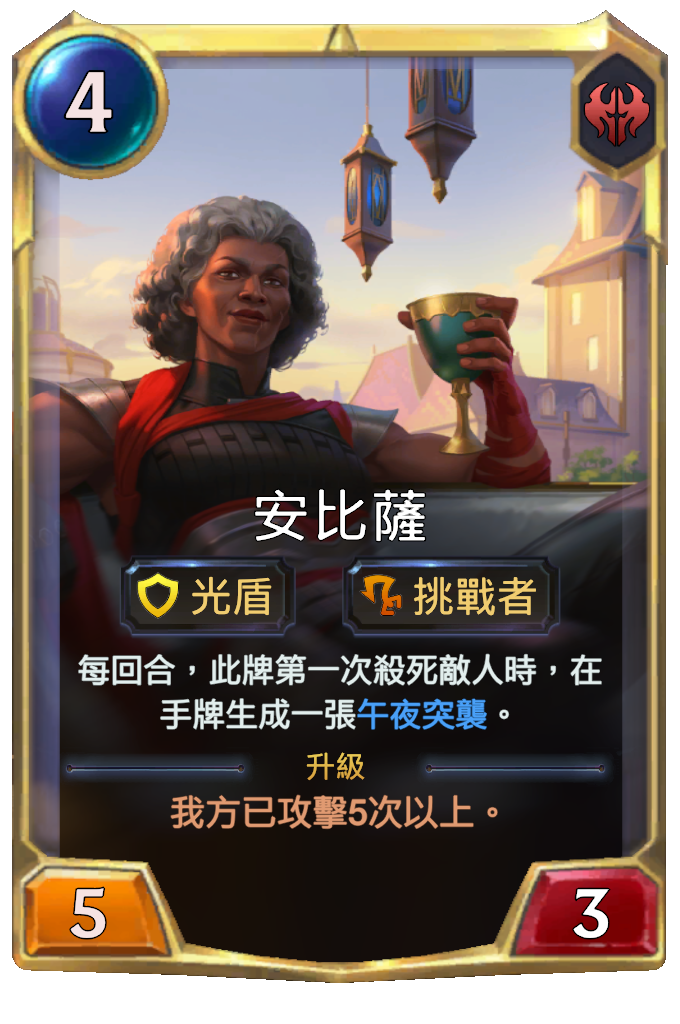 4
安比薩
光盾 挑戰者
每回合，此牌第一次殺死敵人時，在
手牌生成一張午夜突襲。
升級
我方已攻擊5次以上。
5 3